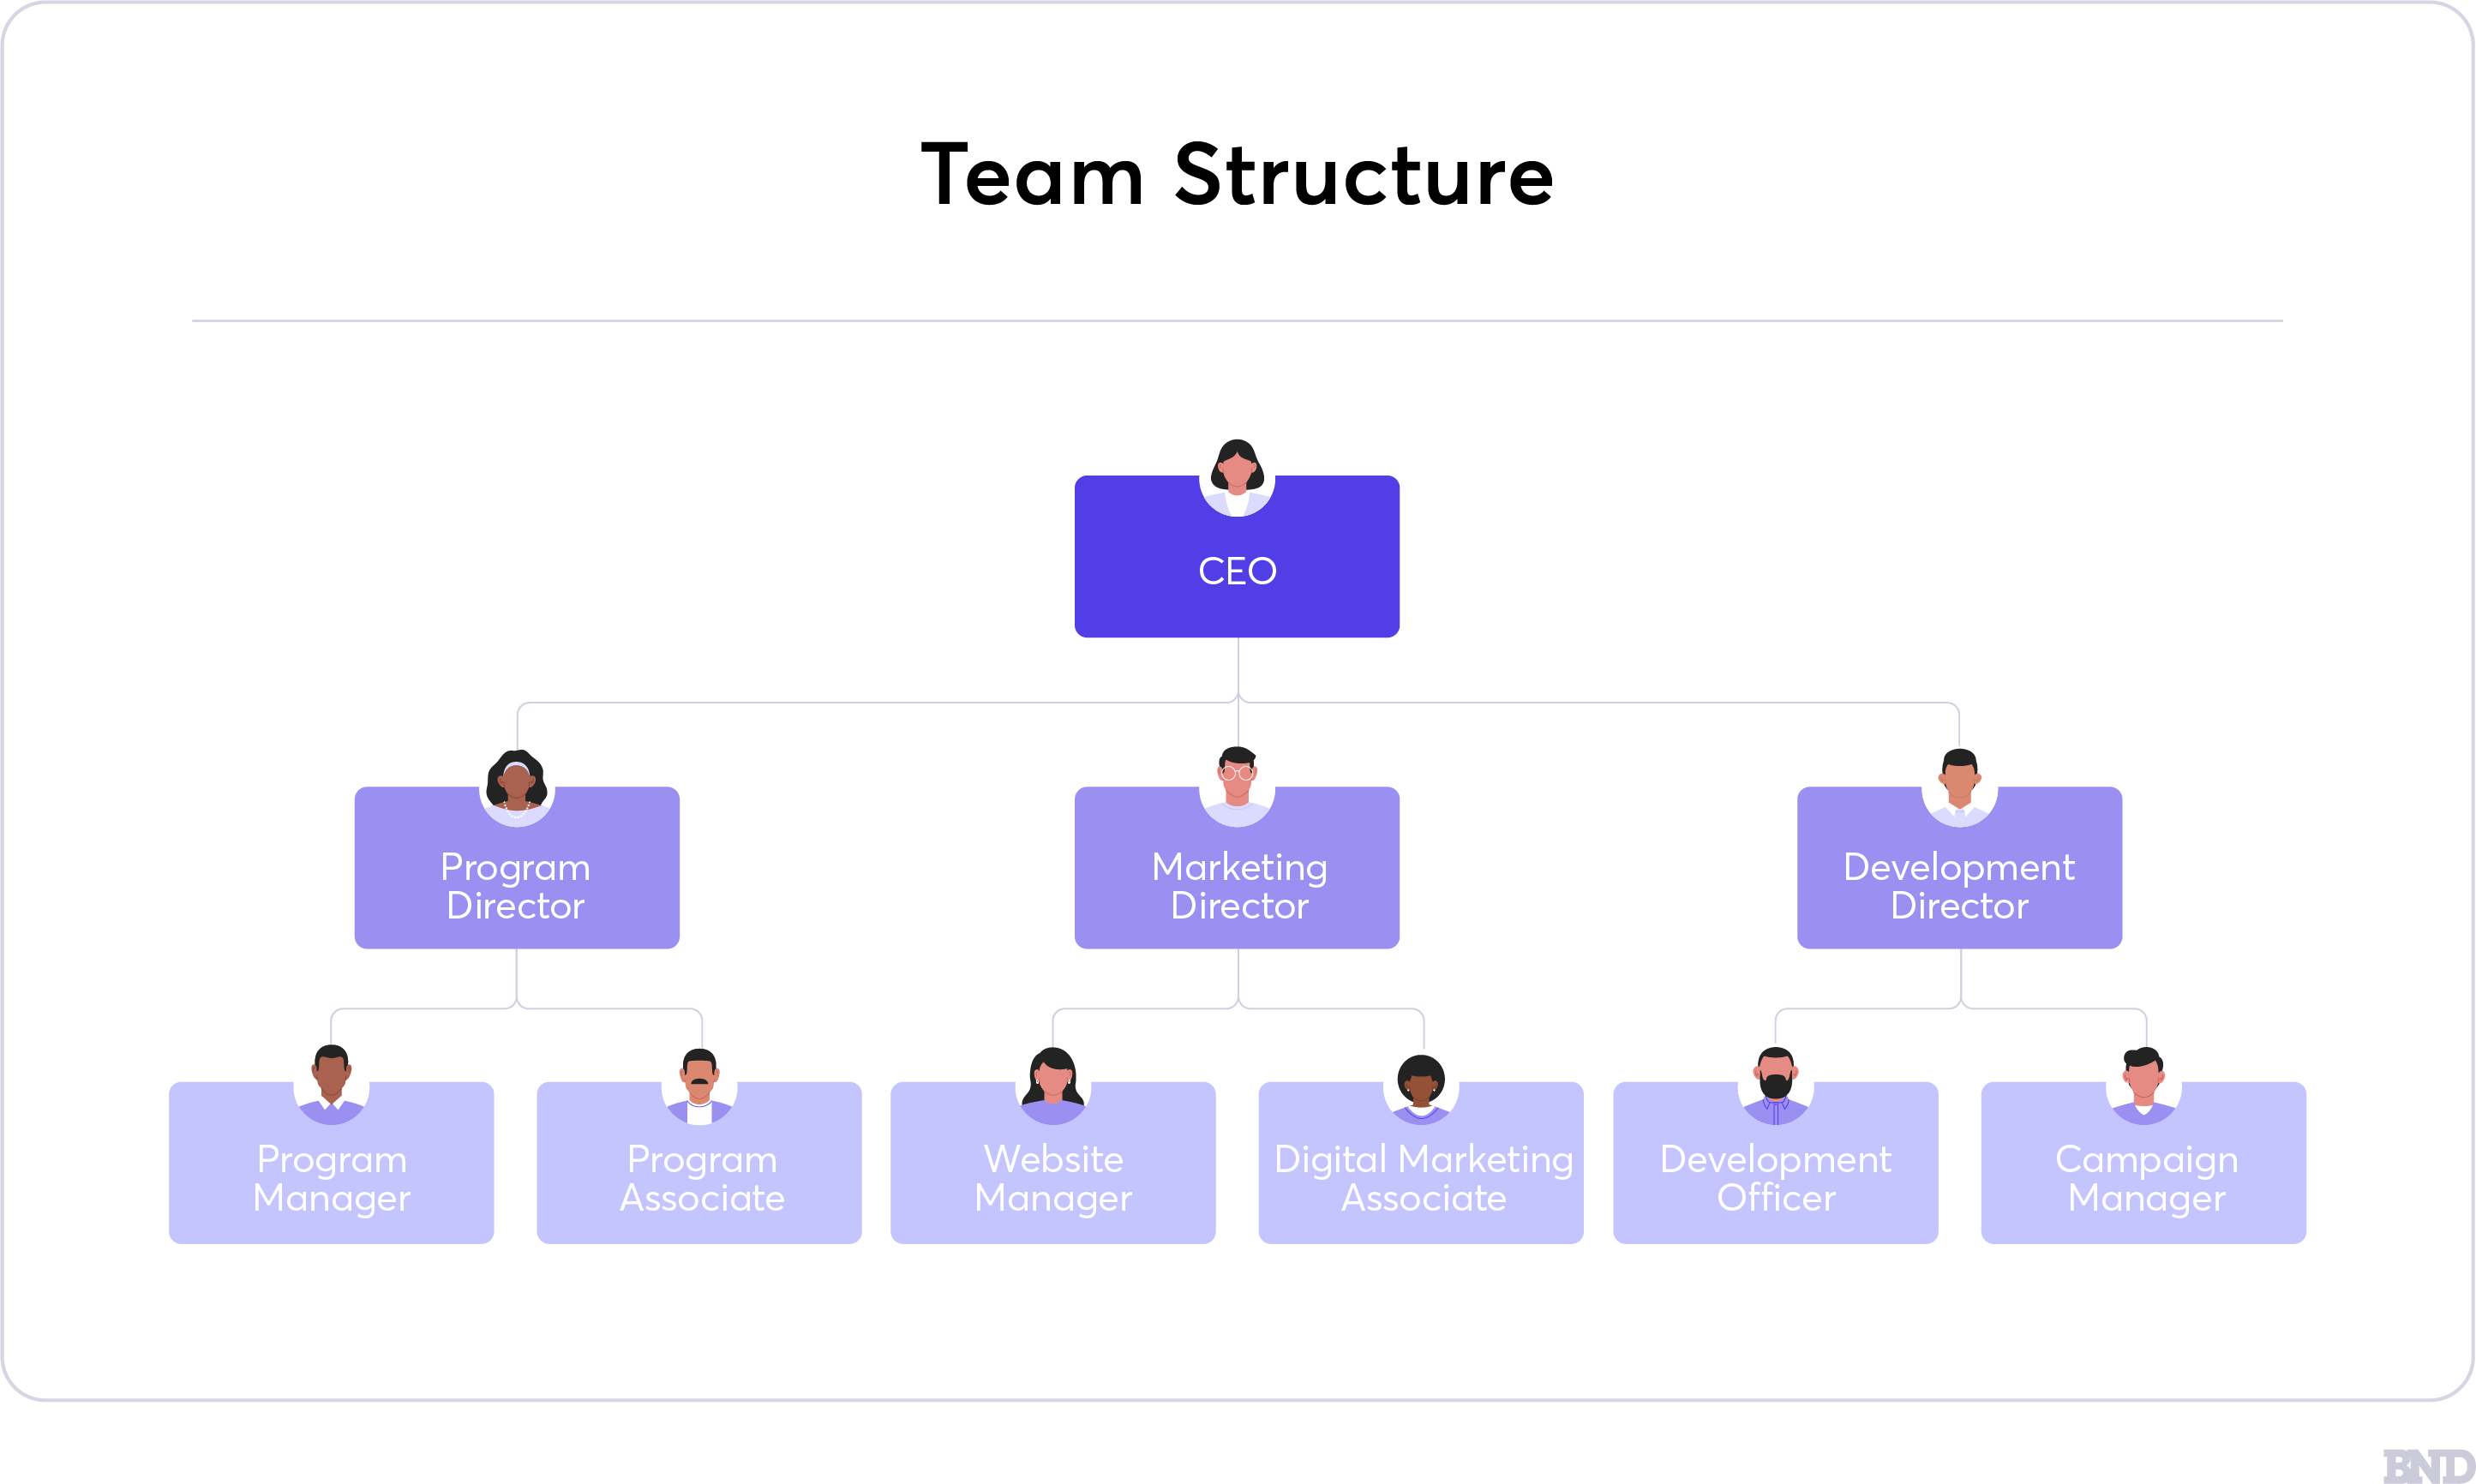 Team Structure
CEO
Program
Director
Marketing
Director
Development
Director
Program
Manger
Program
Associate
Website
Manager
Digital Marketing
Associate
Development
Officer
Campaign
Manager
BND